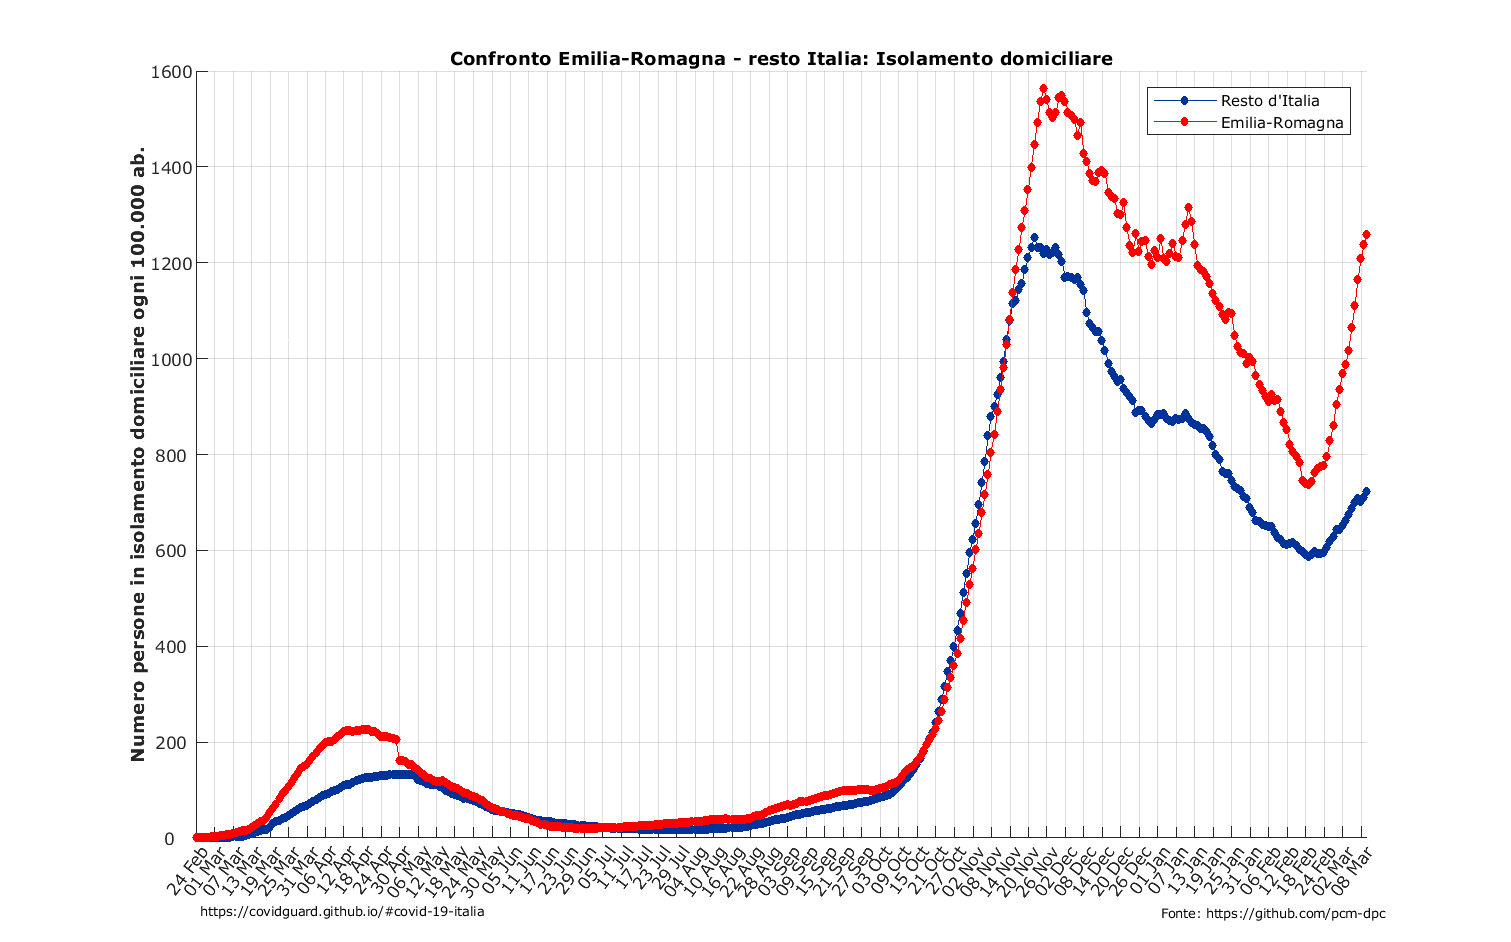 Confronto Emilia-Romagna - resto Italia: Isolamento domiciliare
Numero persone in isolamento domiciliare ogni 100.000 ab.
1600
1400
1200
1000
800
600
400
200
0
Resto d'Italia
Emilia-Romagna
24 Feb
01 Mar
07 Mar
13 Mar
19 Mar
25 Mar
31 Mar
06 Apr
12 Apr
18 Apr
24 Apr
30 Apr
06 May
12 May
18 May
24 May
30 May
05 Jun
11 Jun
17 Jun
23 Jun
29 Jun
05 Jul
11 Jul
17 Jul
23 Jul
29 Jul
04 Aug
10 Aug
16 Aug
22 Aug
28 Aug
03 Sep
09 Sep
15 Sep
21 Sep
27 Sep
03 Oct
09 Oct
15 Oct
21 Oct
27 Oct
02 Nov
08 Nov
14 Nov
20 Nov
26 Nov
02 Dec
08 Dec
14 Dec
20 Dec
26 Dec
01 Jan
07 Jan
13 Jan
19 Jan
25 Jan
31 Jan
06 Feb
12 Feb
18 Feb
24 Feb
02 Mar
08 Mar
https://covidguard.github.io/#covid-19-italia
Fonte: https://github.com/pcm-dpc